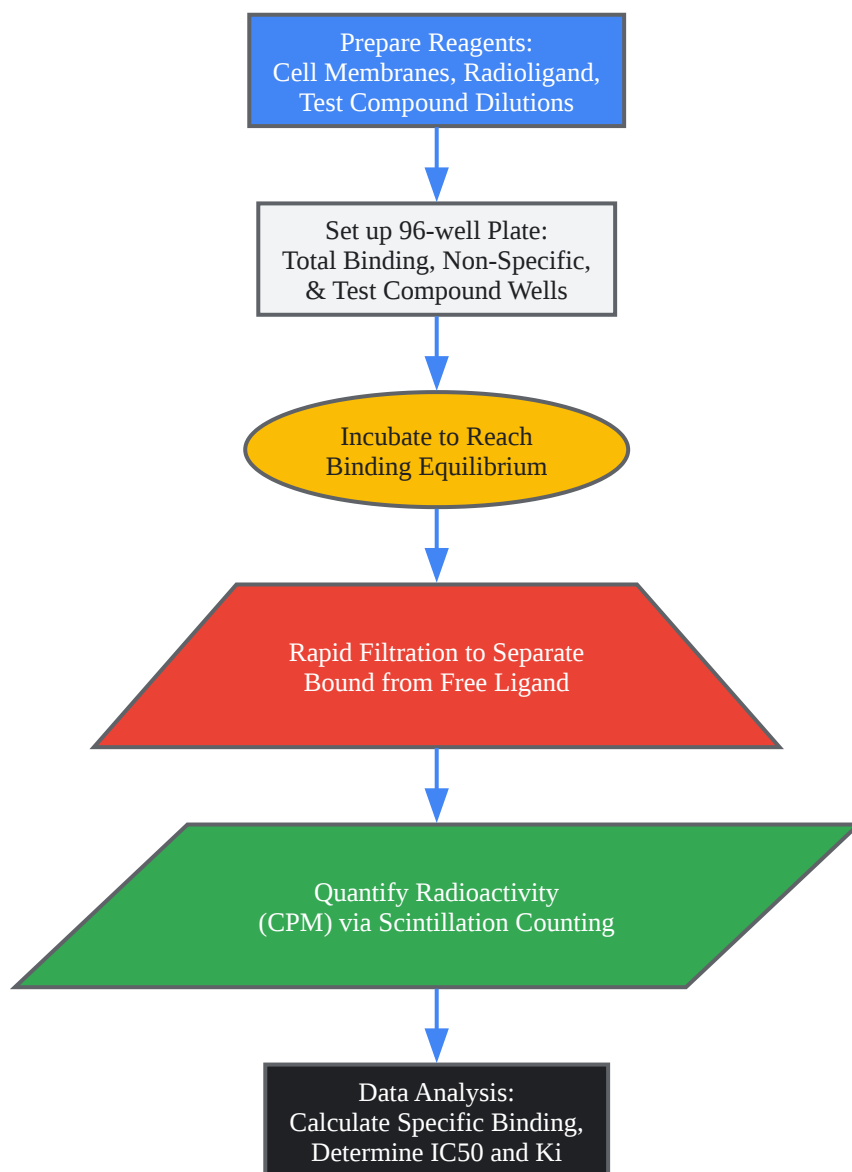 Prepare Reagents:
Cell Membranes, Radioligand,
Test Compound Dilutions
Set up 96-well Plate:
Total Binding, Non-Specific,
& Test Compound Wells
Incubate to Reach
Binding Equilibrium
Rapid Filtration to Separate
Bound from Free Ligand
Quantify Radioactivity
(CPM) via Scintillation Counting
Data Analysis:
Calculate Specific Binding,
Determine IC50 and Ki